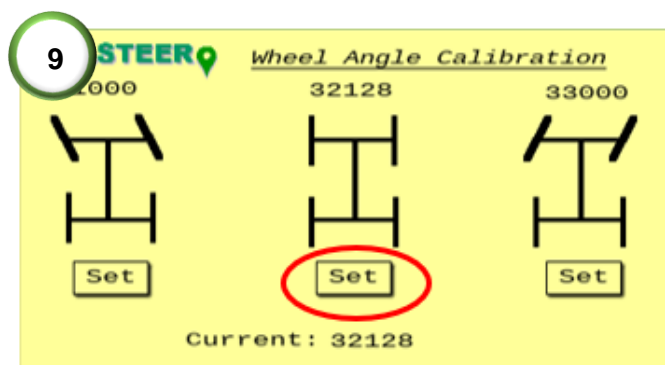 9 STEER Wheel Angle Calibration
32128 33000
Set Set Set
Current: 32128